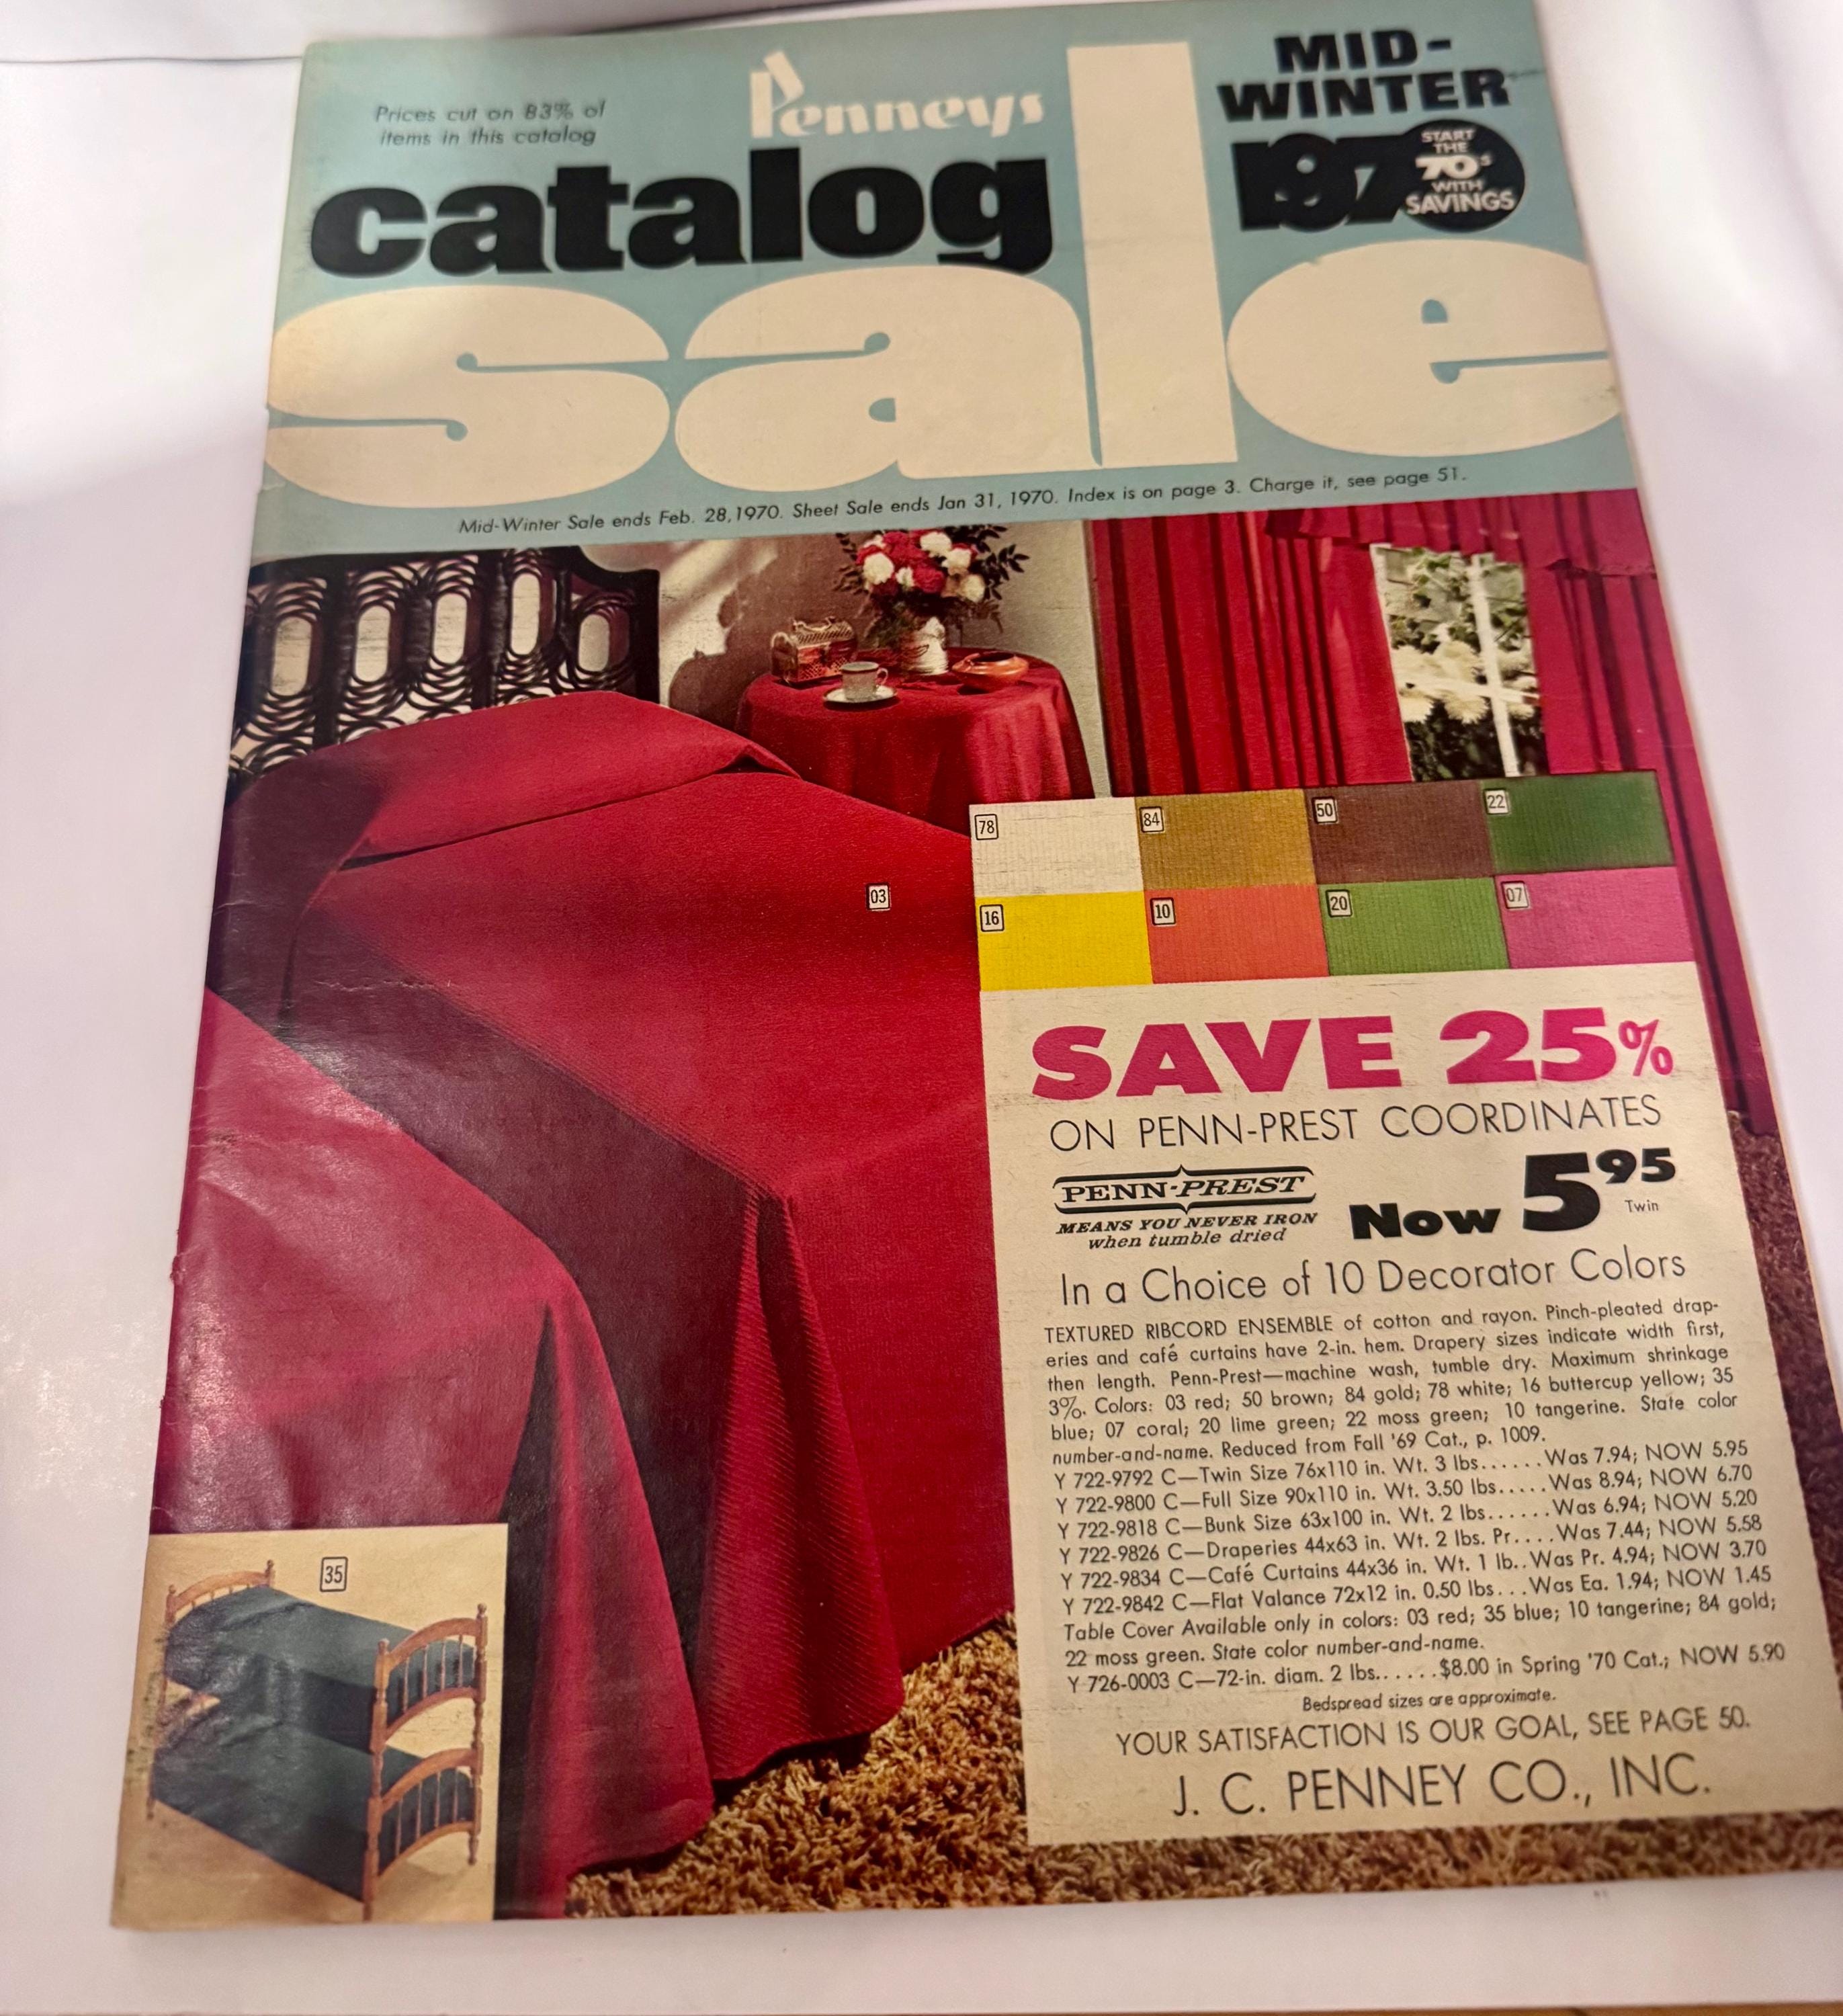 Prices cut on 83% of
items in this catalog
Penneys
catalog
sale
MID-
WINTER
1970
START
THE
70s
WITH
SAVINGS
Mid-Winter Sale ends Feb. 28, 1970. Sheet Sale ends Jan 31, 1970. Index is on page 3. Charge it, see page 51.
03
78
84
50
22
16
10
20
07
SAVE 25%
ON PENN-PREST COORDINATES
PENN-PREST
MEANS YOU NEVER IRON
when tumble dried
Now 5 95
Twin
In a Choice of 10 Decorator Colors
TEXTURED RIBCORD ENSEMBLE of cotton and rayon. Pinch-pleated drap-
eries and café curtains have 2-in. hem. Drapery sizes indicate width first,
then length. Penn-Prest—machine wash, tumble dry. Maximum shrinkage
3%. Colors: 03 red; 50 brown; 84 gold; 78 white; 16 buttercup yellow; 35
blue; 07 coral; 20 lime green; 22 moss green; 10 tangerine. State color
number-and-name. Reduced from Fall '69 Cat., p. 1009.
Y 722-9792 C—Twin Size 76x110 in. Wt. 3 lbs......Was 7.94; NOW 5.95
Y 722-9800 C—Full Size 90x110 in. Wt. 3.50 lbs.....Was 8.94; NOW 6.70
Y 722-9818 C—Bunk Size 63x100 in. Wt. 2 lbs......Was 6.94; NOW 5.20
Y 722-9826 C—Draperies 44x63 in. Wt. 2 lbs. Pr....Was 7.44; NOW 5.58
Y 722-9834 C—Café Curtains 44x36 in. Wt. 1 lb..Was Pr. 4.94; NOW 3.70
Y 722-9842 C—Flat Valance 72x12 in. 0.50 lbs...Was Ea. 1.94; NOW 1.45
Table Cover Available only in colors: 03 red; 35 blue; 10 tangerine; 84 gold;
22 moss green. State color number-and-name.
Y 726-0003 C—72-in. diam. 2 lbs......$8.00 in Spring '70 Cat.; NOW 5.90
Bedspread sizes are approximate.
YOUR SATISFACTION IS OUR GOAL, SEE PAGE 50.
J. C. PENNEY CO., INC.
35